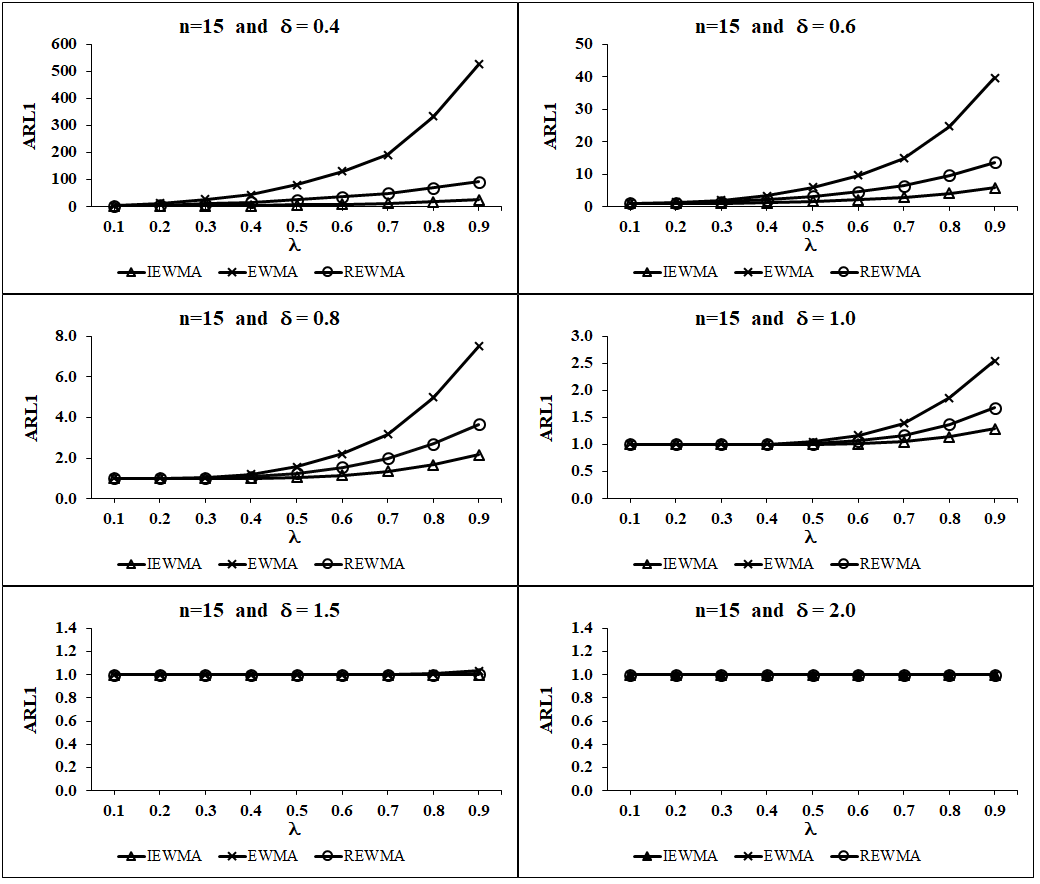 n=15 and δ = 0.4
600
500
400
300
200
100
0
ARL1
0.1 0.2 0.3 0.4 0.5 0.6 0.7 0.8 0.9
λ
IEWMA EWMA REWMA
n=15 and δ = 0.6
50
40
30
20
10
0
ARL1
0.1 0.2 0.3 0.4 0.5 0.6 0.7 0.8 0.9
λ
IEWMA EWMA REWMA
n=15 and δ = 0.8
8.0
6.0
4.0
2.0
0.0
ARL1
0.1 0.2 0.3 0.4 0.5 0.6 0.7 0.8 0.9
λ
IEWMA EWMA REWMA
n=15 and δ = 1.0
3.0
2.5
2.0
1.5
1.0
0.5
0.0
ARL1
0.1 0.2 0.3 0.4 0.5 0.6 0.7 0.8 0.9
λ
IEWMA EWMA REWMA
n=15 and δ = 1.5
1.4
1.2
1.0
0.8
0.6
0.4
0.2
0.0
ARL1
0.1 0.2 0.3 0.4 0.5 0.6 0.7 0.8 0.9
λ
IEWMA EWMA REWMA
n=15 and δ = 2.0
1.4
1.2
1.0
0.8
0.6
0.4
0.2
0.0
ARL1
0.1 0.2 0.3 0.4 0.5 0.6 0.7 0.8 0.9
λ
IEWMA EWMA REWMA